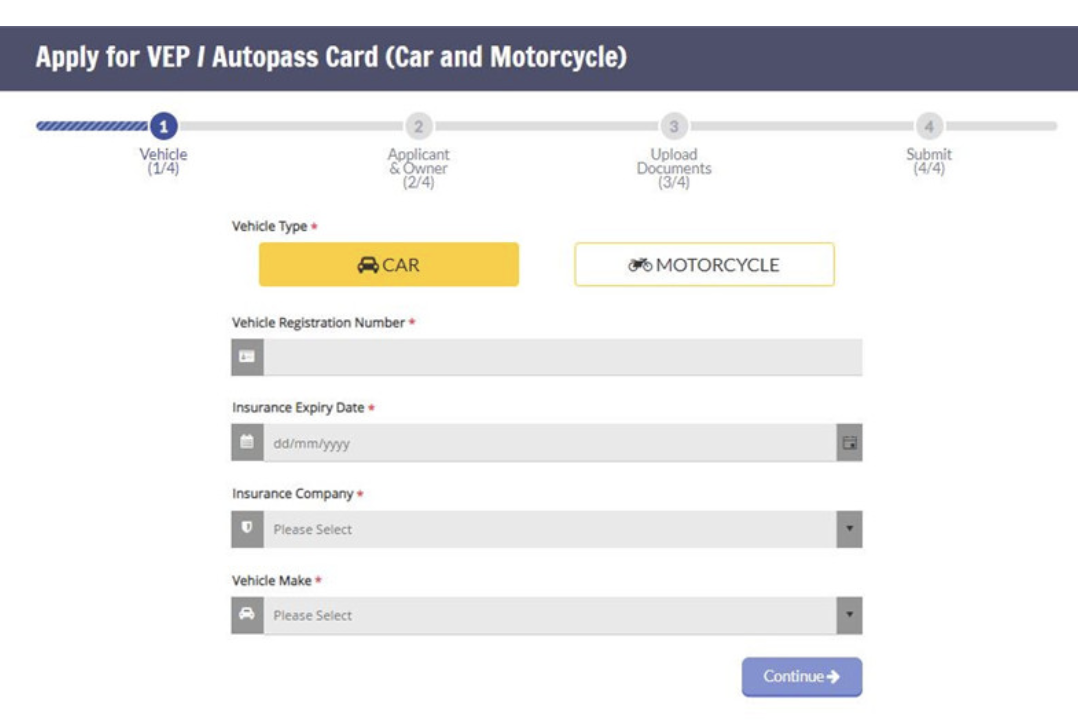 Apply for VEP / Autopass Card (Car and Motorcycle)
1
2
3
4
Vehicle
(1/4)
Applicant
& Owner
(2/4)
Upload
Documents
(3/4)
Submit
(4/4)
Vehicle Type *
CAR
MOTORCYCLE
Vehicle Registration Number *
Insurance Expiry Date *
dd/mm/yyyy
Insurance Company *
Please Select
Vehicle Make *
Please Select
Continue